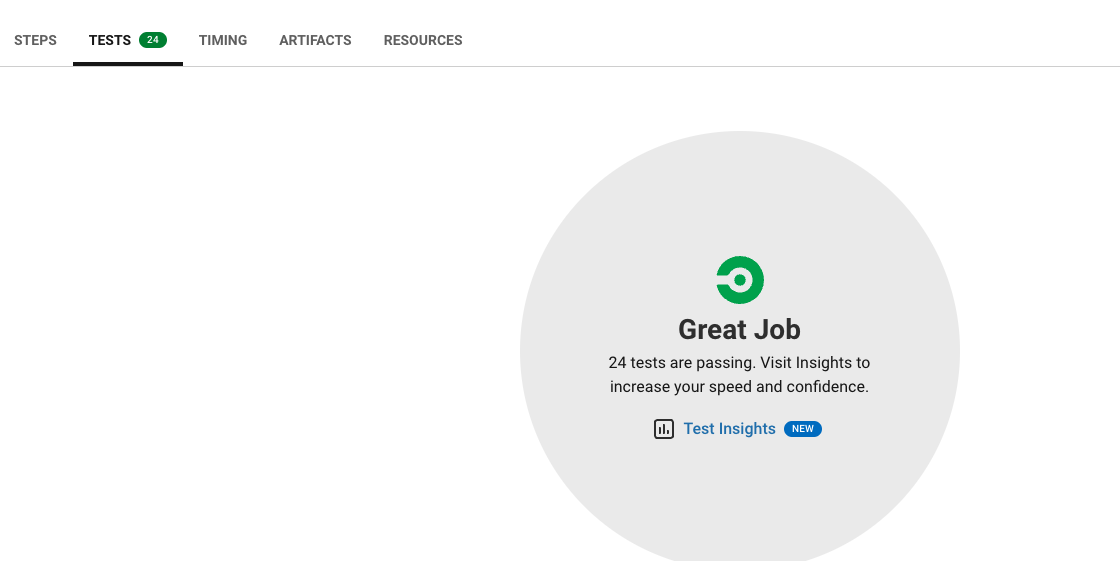 STEPS TESTS 24 TIMING ARTIFACTS RESOURCES
Great Job
24 tests are passing. Visit Insights to
increase your speed and confidence.
Test Insights NEW